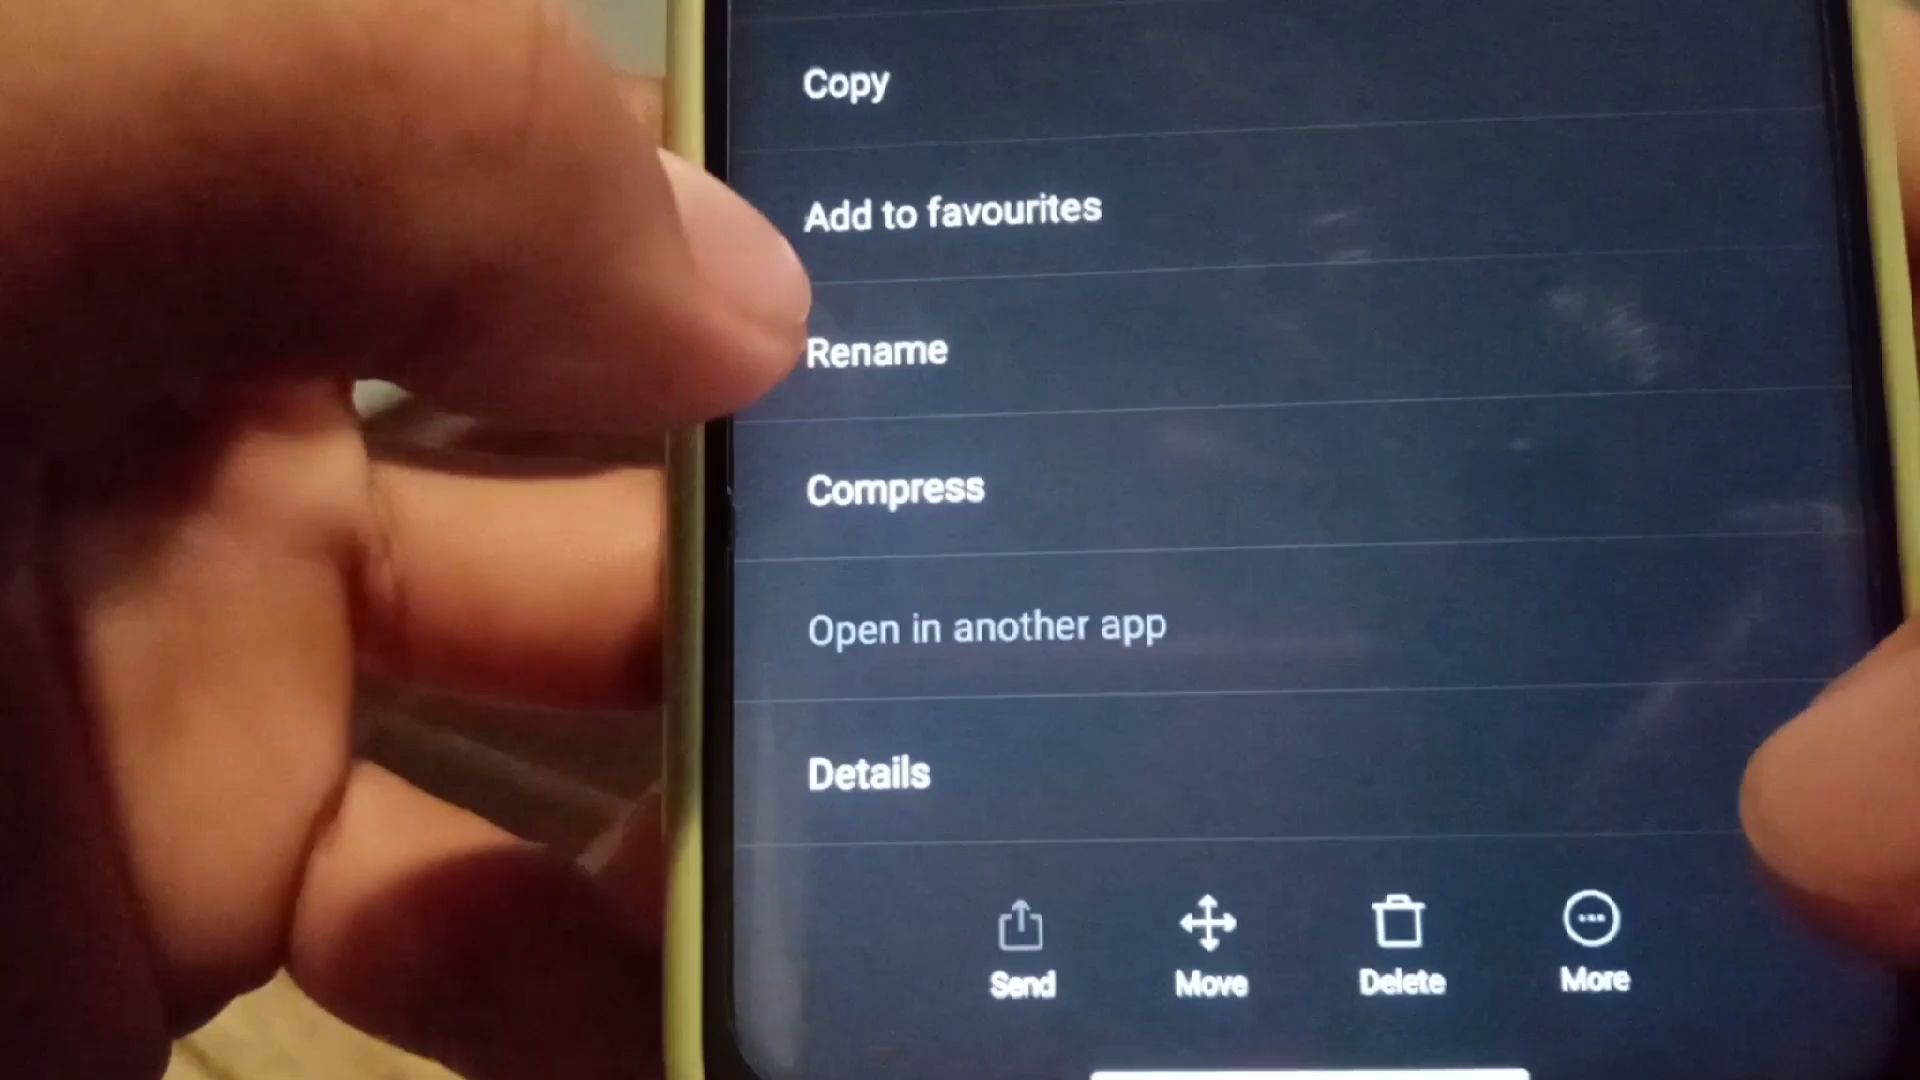 Copy
Add to favourites
Rename
Compress
Open in another app
Details
Send
Move
Delete
More